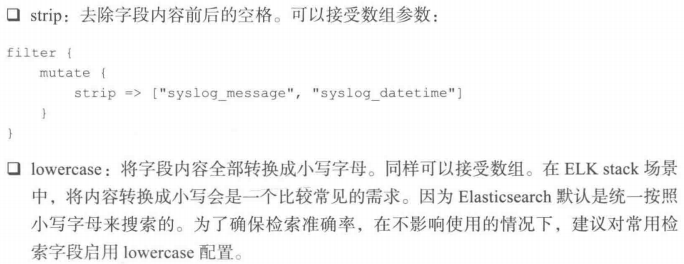 ❑ strip：去除字段内容前后的空格。可以接受数组参数：
filter {
    mutate {
        strip => ["syslog_message", "syslog_datetime"]
    }
}
❑ lowercase：将字段内容全部转换成小写字母。同样可以接受数组。在 ELK stack 场景
中，将内容转换成小写会是一个比较常见的需求。因为 Elasticsearch 默认是统一按照
小写字母来搜索的。为了确保检索准确率，在不影响使用的情况下，建议对常用检
索字段启用 lowercase 配置。